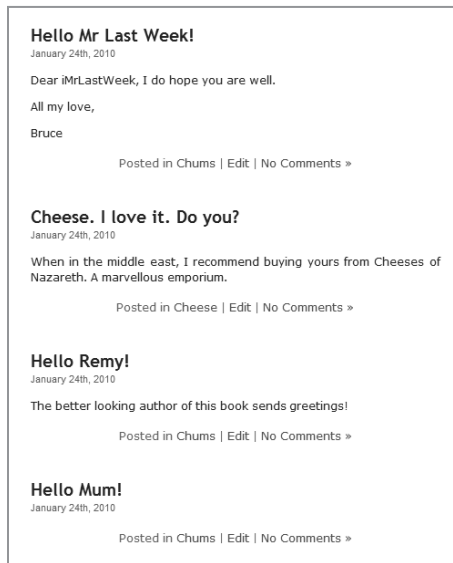 Hello Mr Last Week!
January 24th, 2010
Dear iMrLastWeek, I do hope you are well.
All my love,
Bruce
Posted in Chums | Edit | No Comments »
Cheese. I love it. Do you?
January 24th, 2010
When in the middle east, I recommend buying yours from Cheeses of
Nazareth. A marvellous emporium.
Posted in Cheese | Edit | No Comments »
Hello Remy!
January 24th, 2010
The better looking author of this book sends greetings!
Posted in Chums | Edit | No Comments »
Hello Mum!
January 24th, 2010
Posted in Chums | Edit | No Comments »